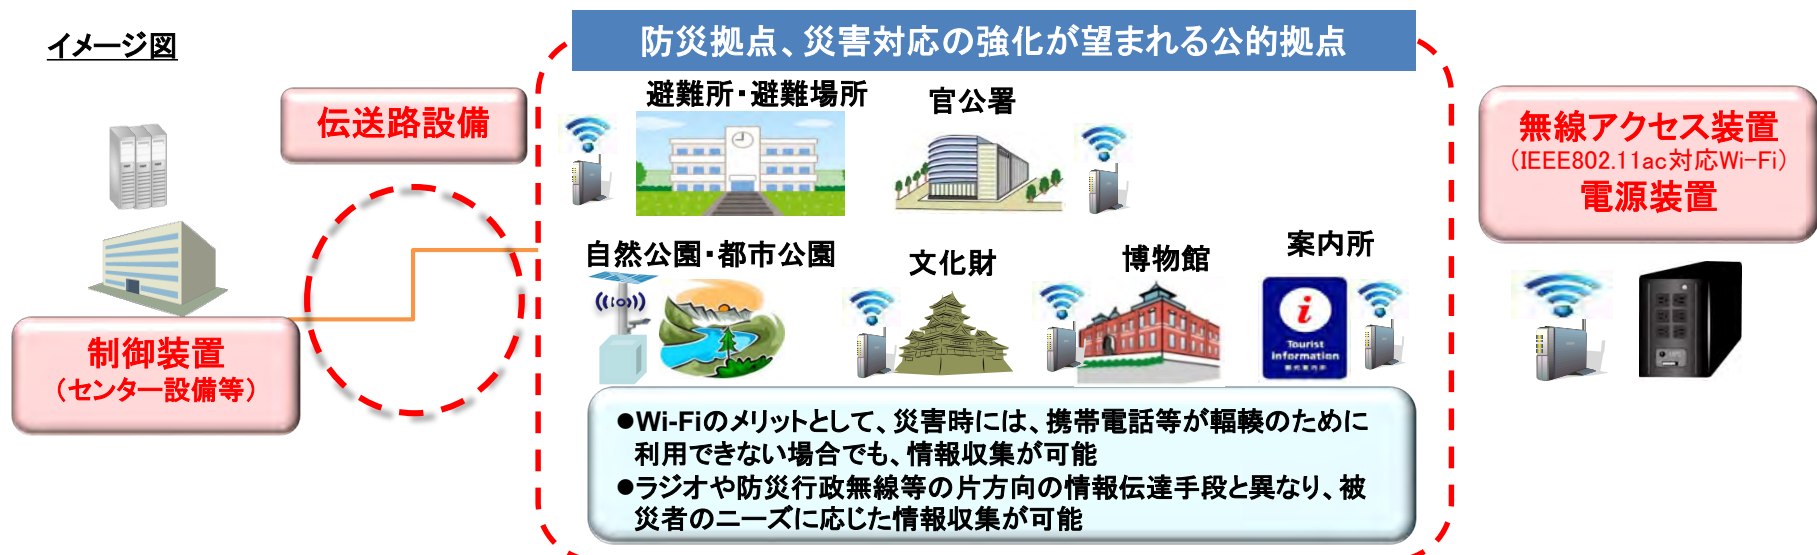 イメージ図
防災拠点、災害対応の強化が望まれる公的拠点
伝送路設備
避難所・避難場所
官公署
無線アクセス装置
（IEEE802.11ac対応Wi-Fi）
電源装置
自然公園・都市公園
文化財
博物館
案内所
i
Tourist
Information
観光案内所
制御装置
（センター設備等）
●Wi-Fiのメリットとして、災害時には、携帯電話等が輻輳のために
利用できない場合でも、情報収集が可能
●ラジオや防災行政無線等の片方向の情報伝達手段と異なり、被
災者のニーズに応じた情報収集が可能